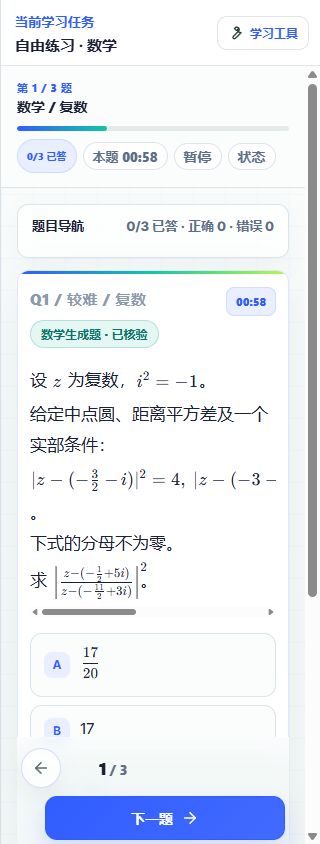 当前学习任务
自由练习 · 数学
学习工具
第 1 / 3 题
数学 / 复数
0/3 已答
本题 00:58
暂停
状态
题目导航
0/3 已答 · 正确 0 · 错误 0
Q1 / 较难 / 复数
00:58
数学生成题 · 已核验
设 z 为复数，i² = −1。
给定中点圆、距离平方差及一个
实部条件：
|z − (−3/2 − i)|² = 4, |z − (−3 −
。
下式的分母不为零。
求 |(z−(−1/2+5i))/(z−(−11/2+3i))|²。
A
17/20
B
17
1 / 3
下一题